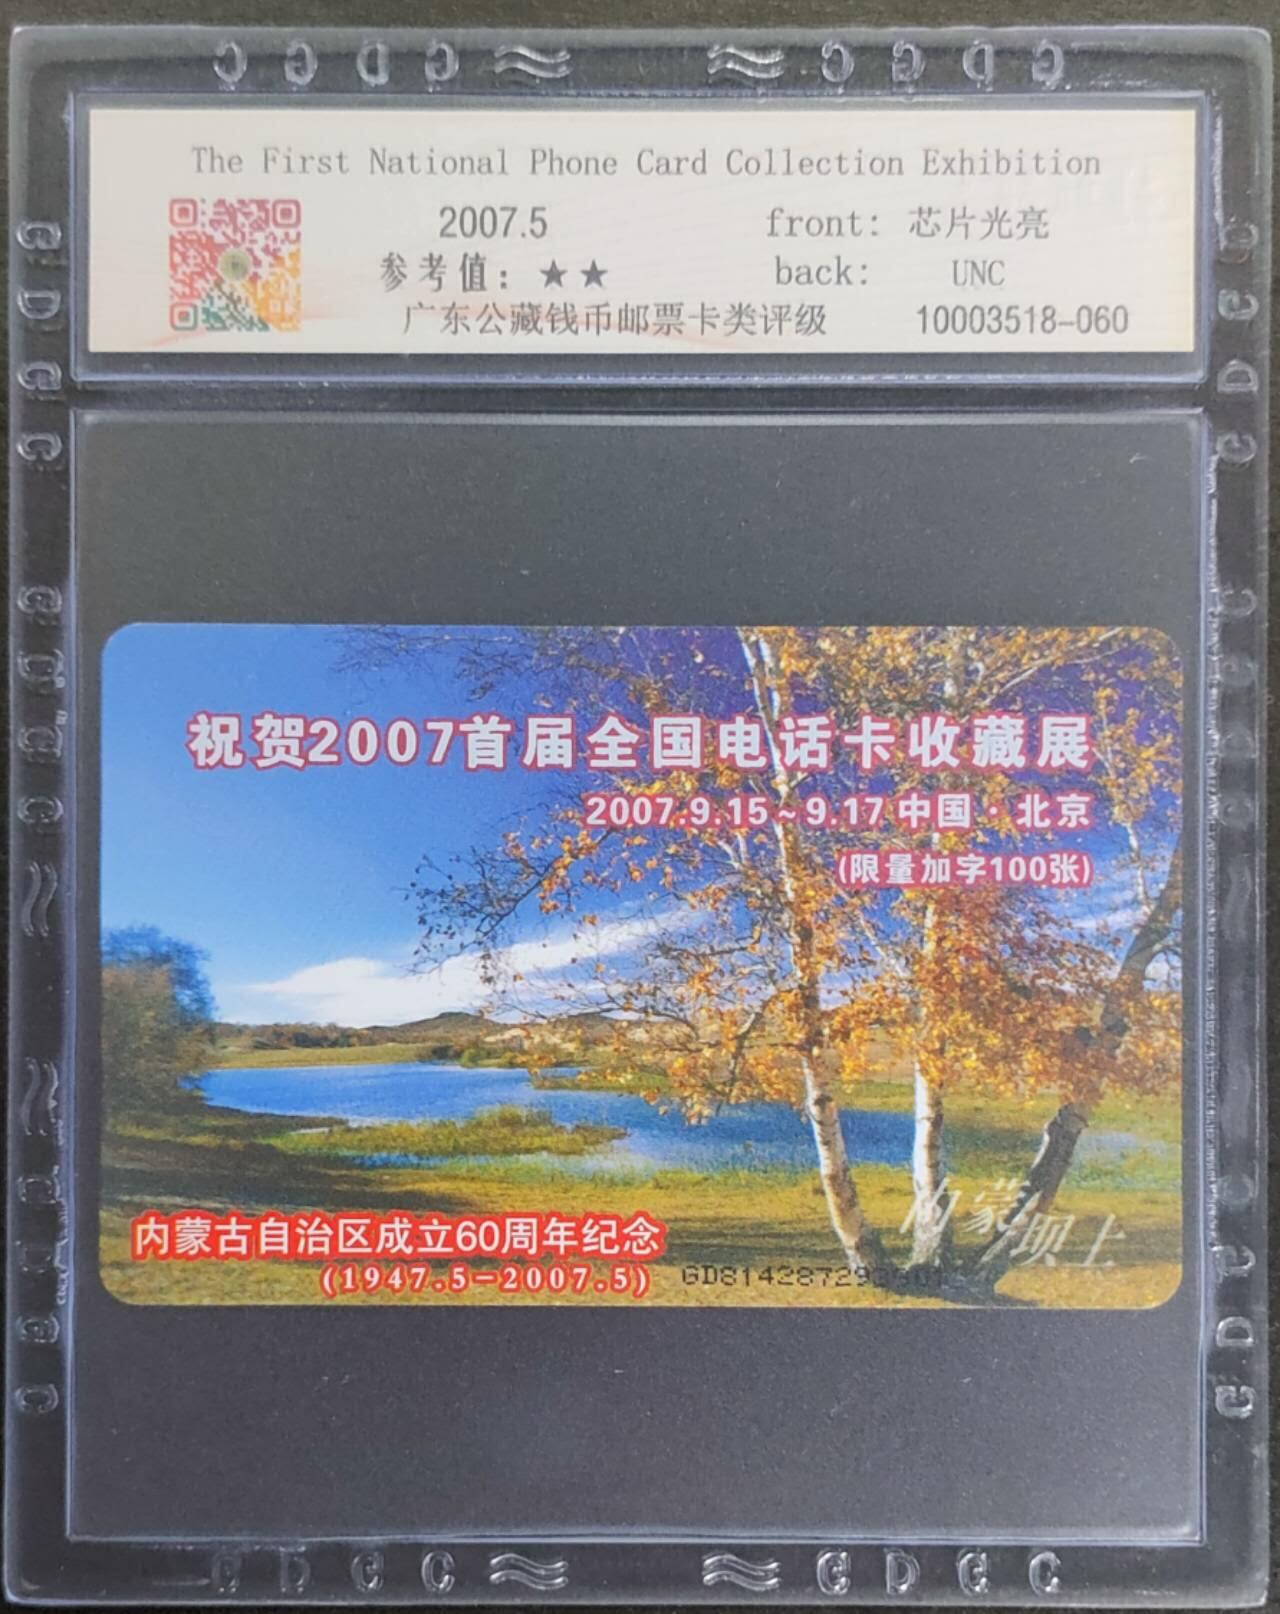 The First National Phone Card Collection Exhibition
2007.5
front: 芯片光亮
参考值：★★
back: UNC
广东公藏钱币邮票卡类评级
10003518-060
祝贺2007首届全国电话卡收藏展
2007.9.15~9.17 中国·北京
(限量加字100张)
内蒙坝上
内蒙古自治区成立60周年纪念
(1947.5-2007.5)